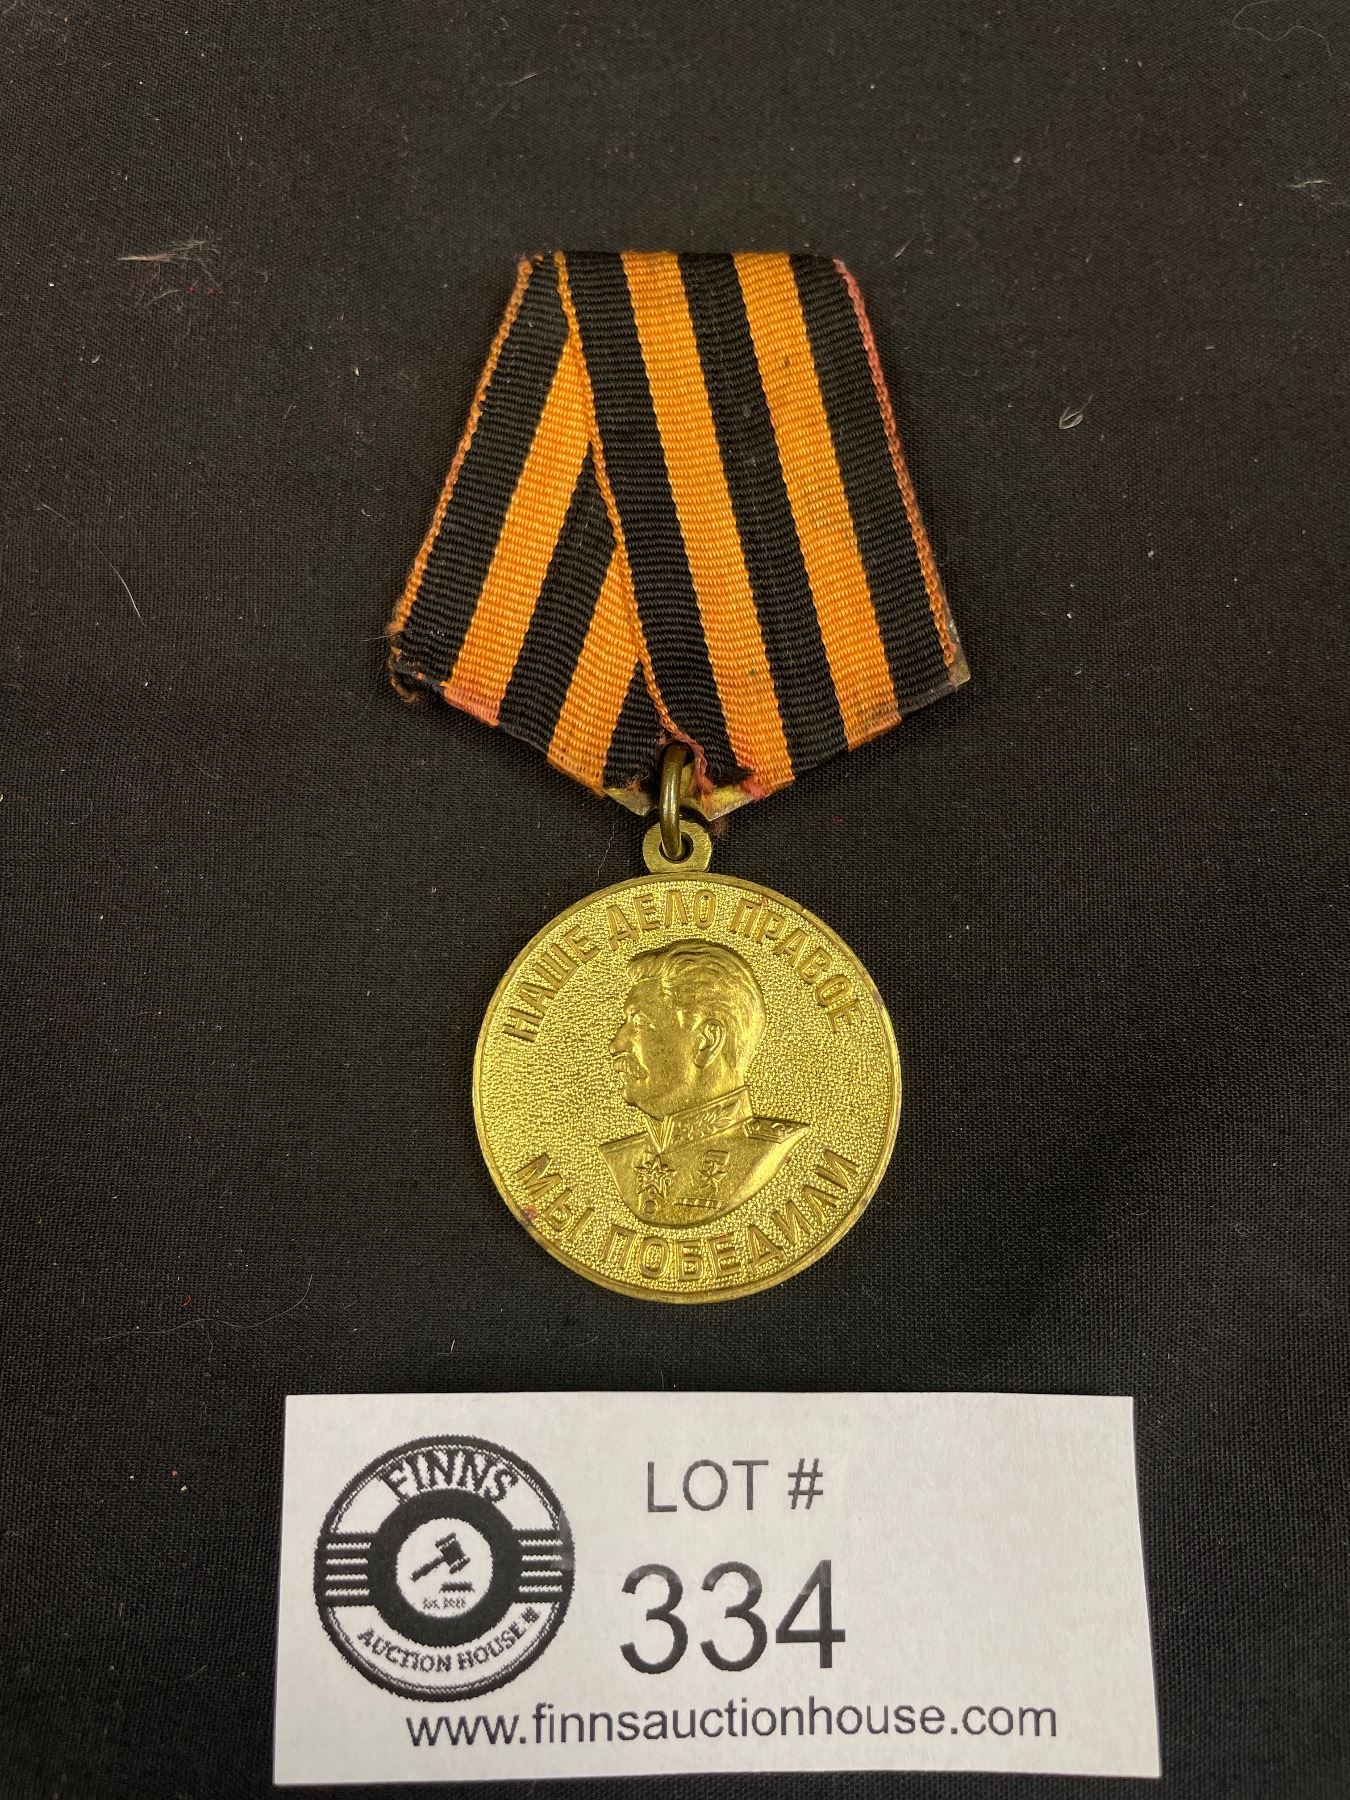 НАШЕ ДЕЛО ПРАВОЕ
МЫ ПОБЕДИЛИ
FINNS
AUCTION HOUSE
LOT #
334
www.finnsauctionhouse.com